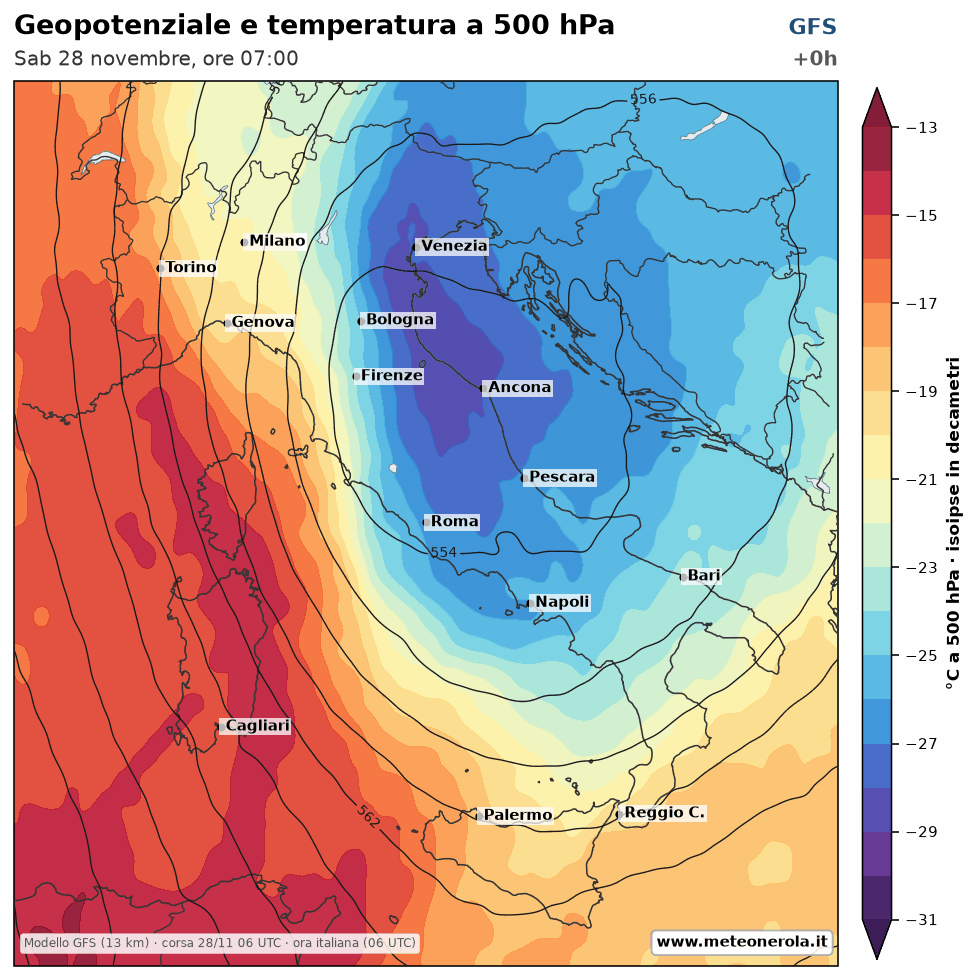 Geopotenziale e temperatura a 500 hPa
GFS
Sab 28 novembre, ore 07:00
+0h
556
Milano
Venezia
Torino
Genova
Bologna
Firenze
Ancona
Pescara
Roma
554
Bari
Napoli
Cagliari
562
Palermo
Reggio C.
Modello GFS (13 km) · corsa 28/11 06 UTC · ora italiana (06 UTC)
www.meteonerola.it
−13
−15
−17
−19
−21
−23
−25
−27
−29
−31
°C a 500 hPa · isoipse in decametri